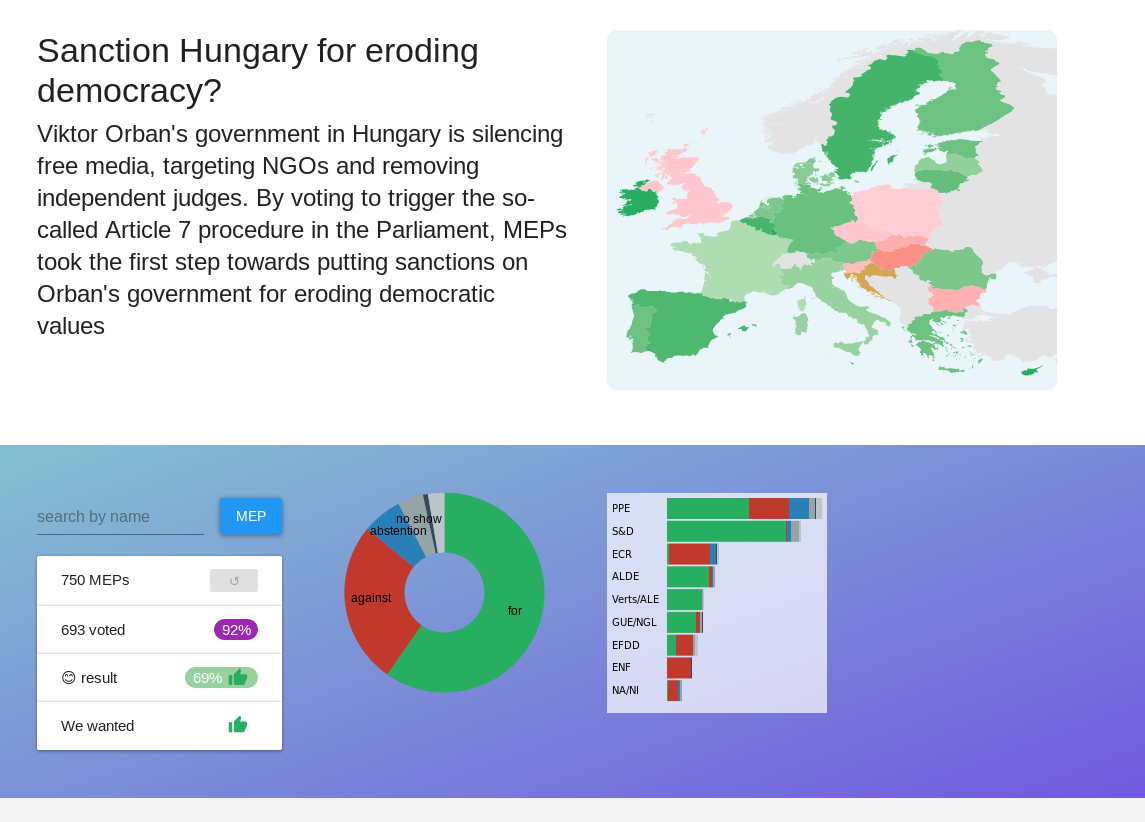 Sanction Hungary for eroding
democracy?
Viktor Orban's government in Hungary is silencing
free media, targeting NGOs and removing
independent judges. By voting to trigger the so-
called Article 7 procedure in the Parliament, MEPs
took the first step towards putting sanctions on
Orban's government for eroding democratic
values
search by name
MEP
750 MEPs
↺
693 voted
92%
😊 result
69%
We wanted
no show
abstention
against
for
PPE
S&D
ECR
ALDE
Verts/ALE
GUE/NGL
EFDD
ENF
NA/NI